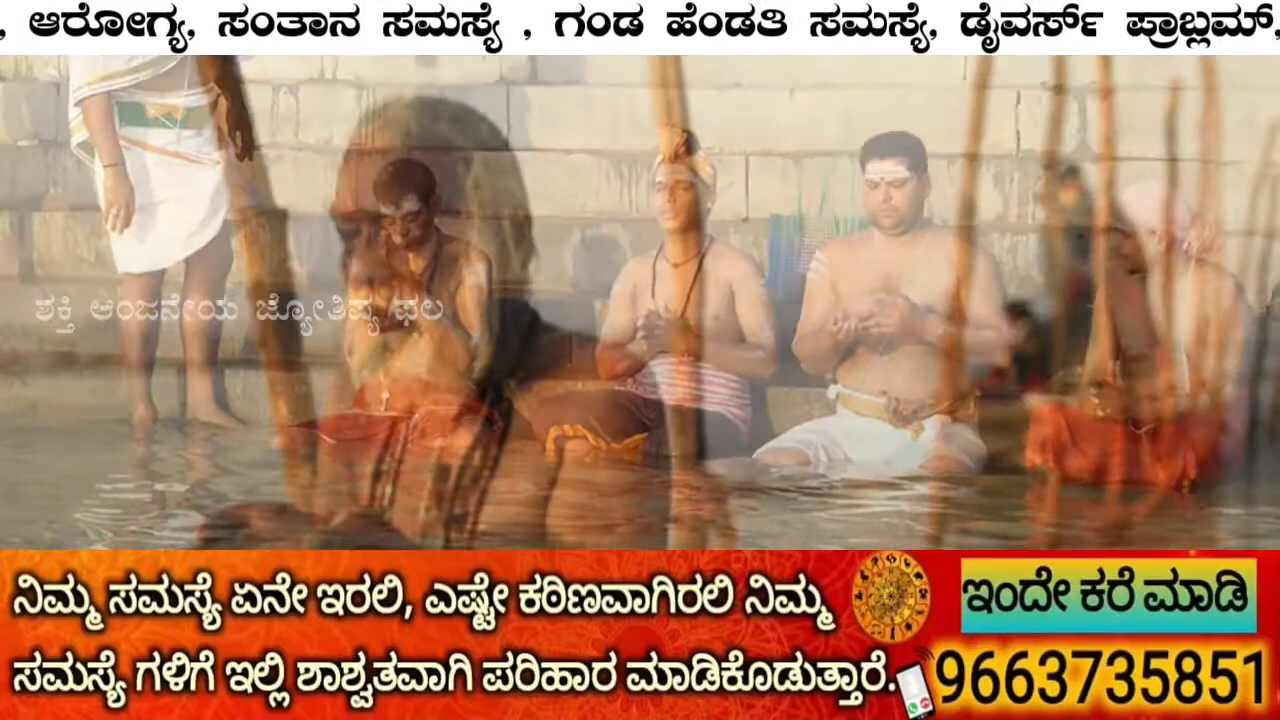 , ಆರೋಗ್ಯ, ಸಂತಾನ ಸಮಸ್ಯೆ , ಗಂಡ ಹೆಂಡತಿ ಸಮಸ್ಯೆ, ಡೈವರ್ಸ್ ಪ್ರಾಬ್ಲಮ್,
ಶಕ್ತಿ ಆಂಜನೇಯ ಜ್ಯೋತಿಷ್ಯ ಫಲ
ನಿಮ್ಮ ಸಮಸ್ಯೆ ಏನೇ ಇರಲಿ, ಎಷ್ಟೇ ಕಠಿಣವಾಗಿರಲಿ ನಿಮ್ಮ
ಸಮಸ್ಯೆ ಗಳಿಗೆ ಇಲ್ಲಿ ಶಾಶ್ವತವಾಗಿ ಪರಿಹಾರ ಮಾಡಿಕೊಡುತ್ತಾರೆ.
ಇಂದೇ ಕರೆ ಮಾಡಿ
9663735851